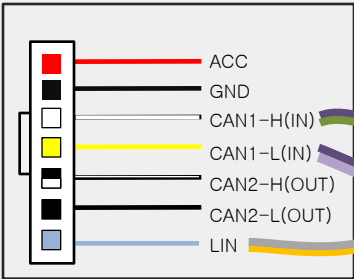 ACC
GND
CAN1-H(IN)
CAN1-L(IN)
CAN2-H(OUT)
CAN2-L(OUT)
LIN